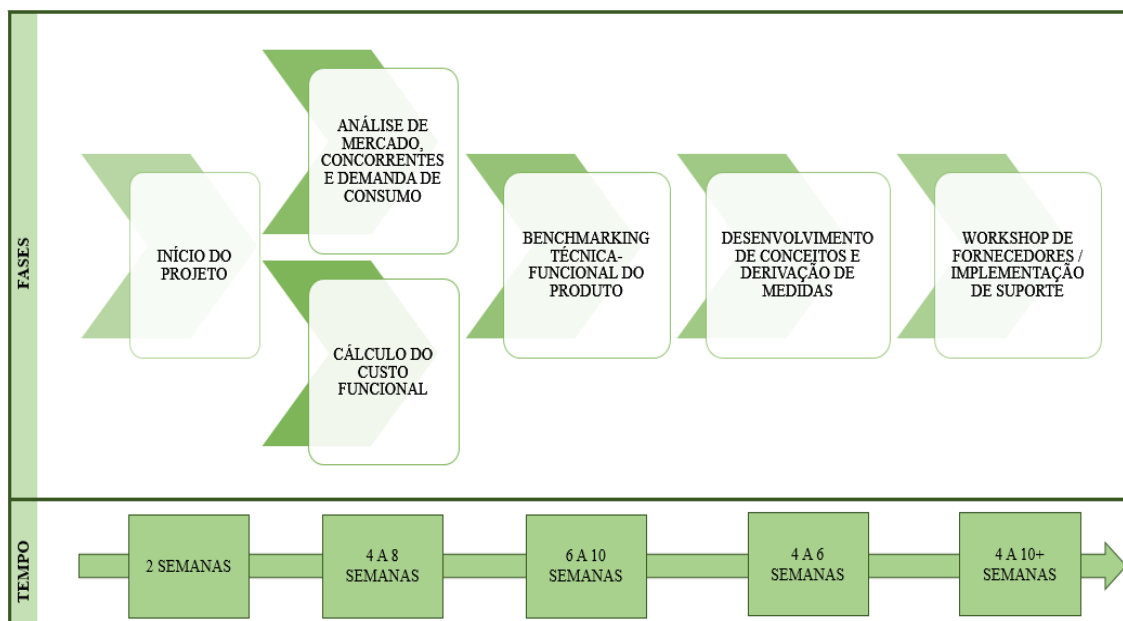 FASES
INÍCIO DO
PROJETO
ANÁLISE DE
MERCADO,
CONCORRENTES
E DEMANDA DE
CONSUMO
CÁLCULO DO
CUSTO
FUNCIONAL
BENCHMARKING
TÉCNICA-
FUNCIONAL DO
PRODUTO
DESENVOLVIMENTO
DE CONCEITOS E
DERIVAÇÃO DE
MEDIDAS
WORKSHOP DE
FORNECEDORES /
IMPLEMENTAÇÃO
DE SUPORTE
TEMPO
2 SEMANAS
4 A 8
SEMANAS
6 A 10
SEMANAS
4 A 6
SEMANAS
4 A 10+
SEMANAS